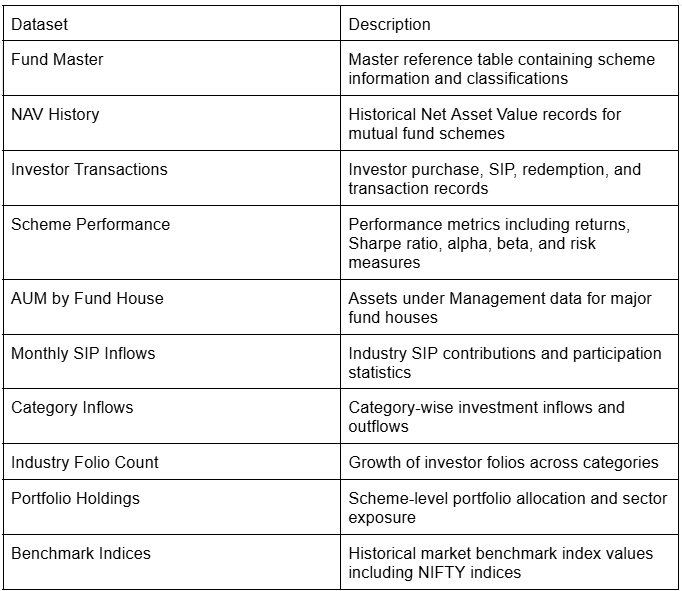 Dataset
Description
Fund Master
Master reference table containing scheme
information and classifications
NAV History
Historical Net Asset Value records for
mutual fund schemes
Investor Transactions
Investor purchase, SIP, redemption, and
transaction records
Scheme Performance
Performance metrics including returns,
Sharpe ratio, alpha, beta, and risk
measures
AUM by Fund House
Assets under Management data for major
fund houses
Monthly SIP Inflows
Industry SIP contributions and participation
statistics
Category Inflows
Category-wise investment inflows and
outflows
Industry Folio Count
Growth of investor folios across categories
Portfolio Holdings
Scheme-level portfolio allocation and sector
exposure
Benchmark Indices
Historical market benchmark index values
including NIFTY indices